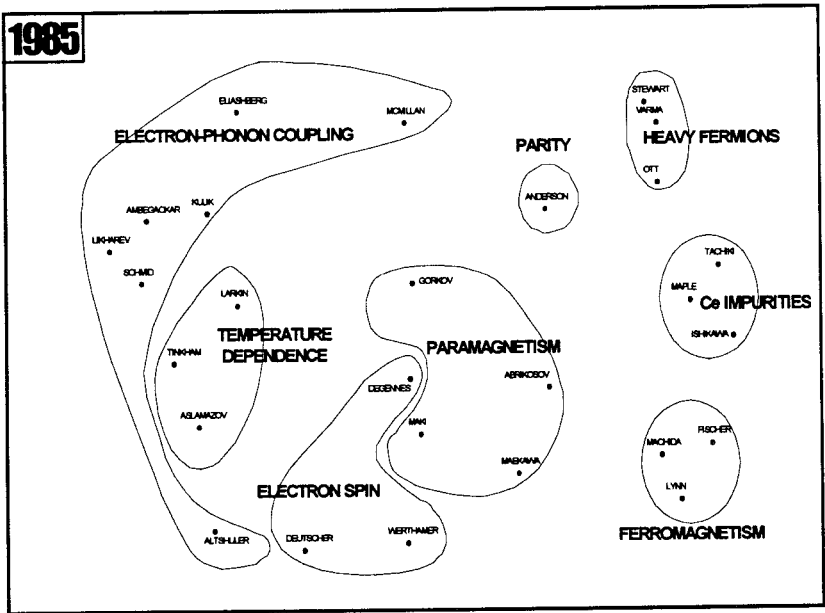 1985
ELIASHBERG
MCMILLAN
ELECTRON-PHONON COUPLING
STEWART
VARMA
HEAVY FERMIONS
OTT
PARITY
ANDERSON
AMBEGAOKAR
KULIK
LIKHAREV
SCHMID
LARKIN
TEMPERATURE
DEPENDENCE
TINKHAM
ASLAMAZOV
GORKOV
PARAMAGNETISM
DEGENNES
ABRIKOSOV
MAKI
MAEKAWA
TACHIKI
MAPLE
Ce IMPURITIES
ISHIKAWA
MACHIDA
FISCHER
LYNN
FERROMAGNETISM
ELECTRON SPIN
ALTSHULER
DEUTSCHER
WERTHAMER